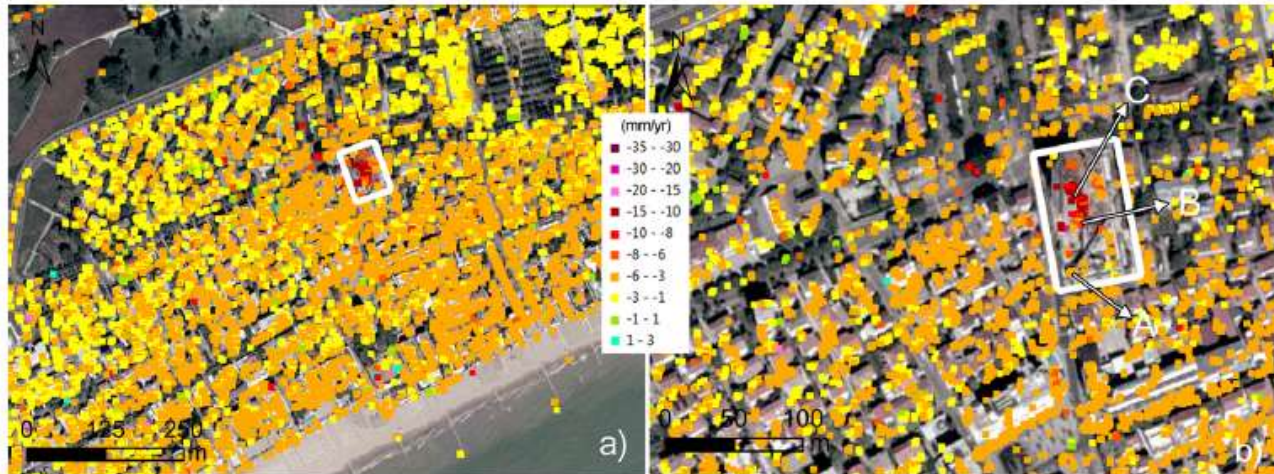 N
(mm/yr)
-35 - -30
-30 - -20
-20 - -15
-15 - -10
-10 - -8
-8 - -6
-6 - -3
-3 - -1
-1 - 1
1 - 3
0 125 250
m
a)
N
C
B
A
0 50 100
m
b)